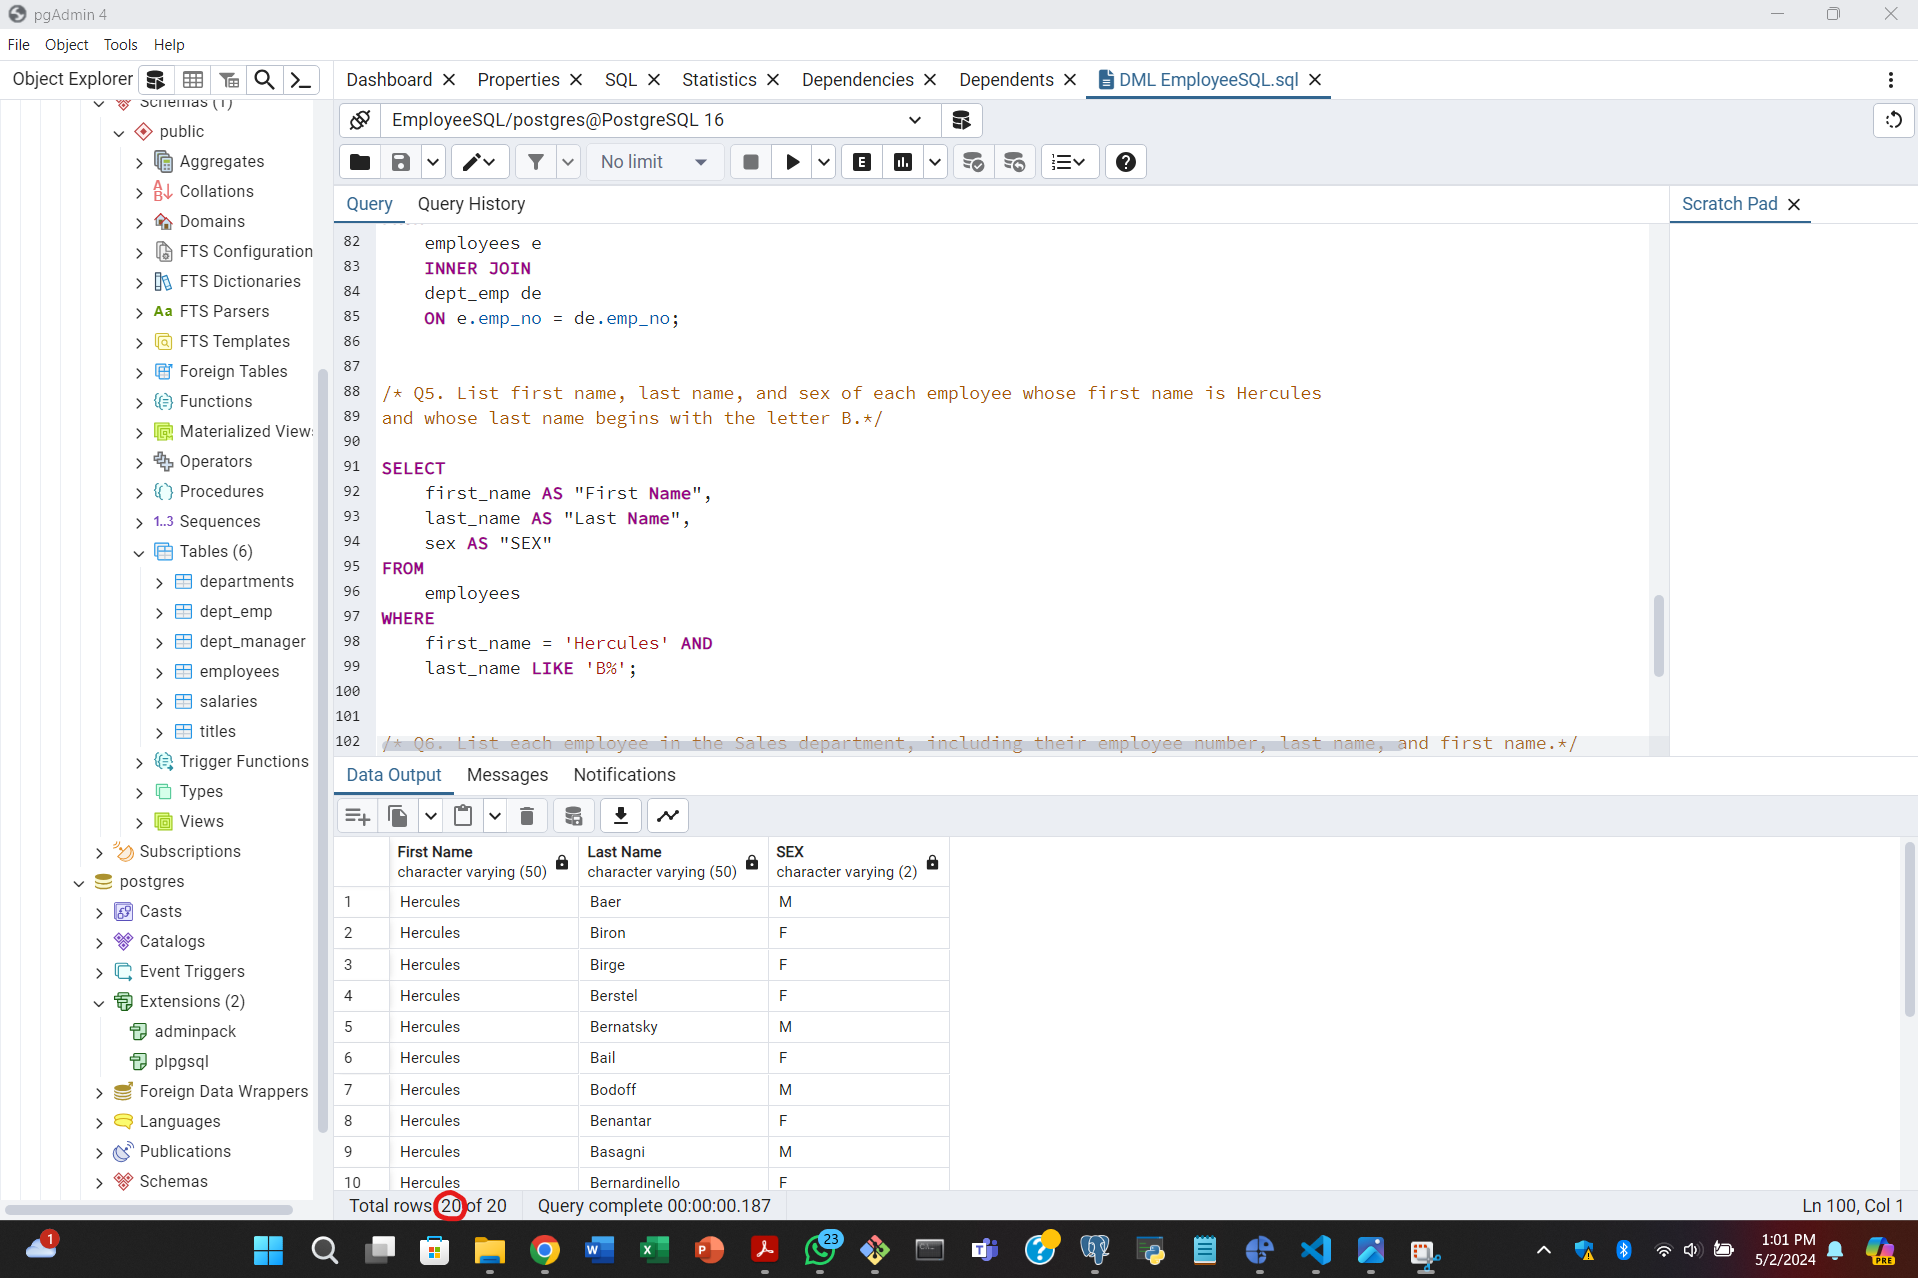 pgAdmin 4
File Object Tools Help
Object Explorer
Dashboard Properties SQL Statistics Dependencies Dependents DML EmployeeSQL.sql
Schemas (1)
public
Aggregates
Collations
Domains
FTS Configuration
FTS Dictionaries
Aa FTS Parsers
FTS Templates
Foreign Tables
Functions
Materialized View
Operators
Procedures
1..3 Sequences
Tables (6)
departments
dept_emp
dept_manager
employees
salaries
titles
Trigger Functions
Types
Views
Subscriptions
postgres
Casts
Catalogs
Event Triggers
Extensions (2)
adminpack
plpgsql
Foreign Data Wrappers
Languages
Publications
Schemas
EmployeeSQL/postgres@PostgreSQL 16
No limit
E
Query Query History
Scratch Pad
82 employees e
83 INNER JOIN
84 dept_emp de
85 ON e.emp_no = de.emp_no;
86
87
88 /* Q5. List first name, last name, and sex of each employee whose first name is Hercules
89 and whose last name begins with the letter B.*/
90
91 SELECT
92 first_name AS "First Name",
93 last_name AS "Last Name",
94 sex AS "SEX"
95 FROM
96 employees
97 WHERE
98 first_name = 'Hercules' AND
99 last_name LIKE 'B%';
100
101
102 /* Q6. List each employee in the Sales department, including their employee number, last name, and first name.*/
Data Output Messages Notifications
First Name Last Name SEX
character varying (50) character varying (50) character varying (2)
1 Hercules Baer M
2 Hercules Biron F
3 Hercules Birge F
4 Hercules Berstel F
5 Hercules Bernatsky M
6 Hercules Bail F
7 Hercules Bodoff M
8 Hercules Benantar F
9 Hercules Basagni M
10 Hercules Bernardinello F
Total rows 20 of 20 Query complete 00:00:00.187 Ln 100, Col 1
1
23
1:01 PM
5/2/2024
PRE